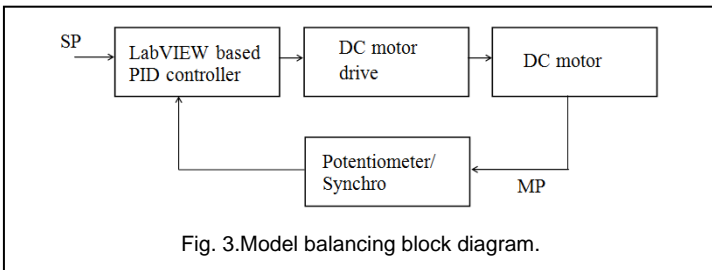 SP
LabVIEW based
PID controller
DC motor
drive
DC motor
Potentiometer/
Synchro
MP
Fig. 3.Model balancing block diagram.